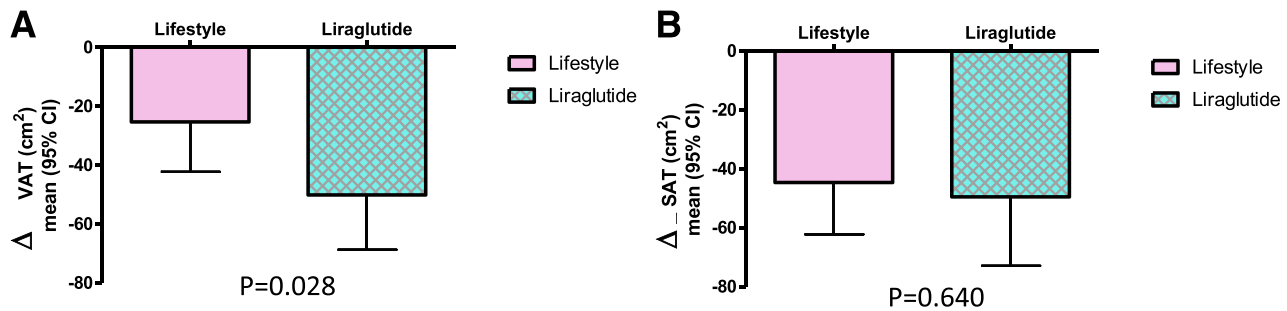 A
Lifestyle Liraglutide
0
-20
-40
-60
-80
Δ VAT (cm²)
mean (95% CI)
P=0.028
Lifestyle
Liraglutide
B
Lifestyle Liraglutide
0
-20
-40
-60
-80
Δ _ SAT (cm²)
mean (95% CI)
P=0.640
Lifestyle
Liraglutide